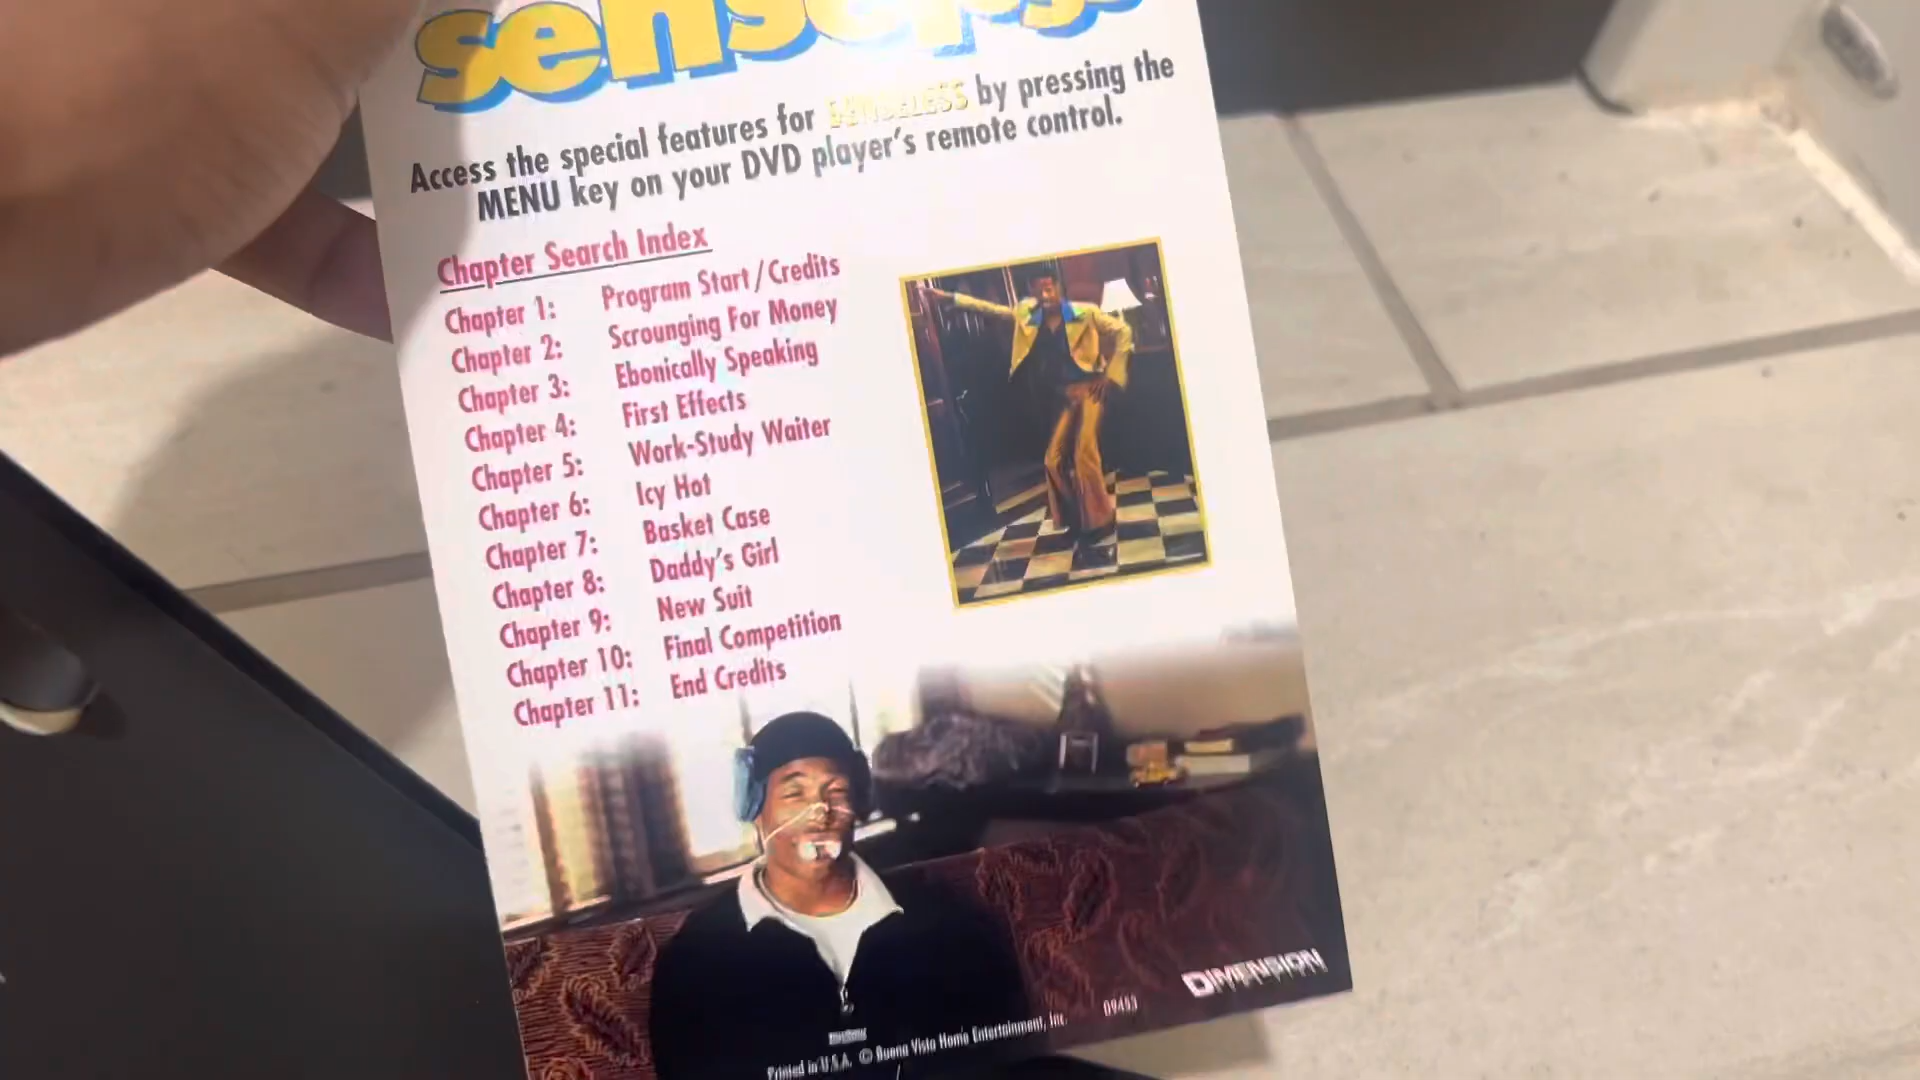 senseless
Access the special features for SENSELESS by pressing the
MENU key on your DVD player's remote control.
Chapter Search Index
Chapter 1: Program Start/Credits
Chapter 2: Scrounging For Money
Chapter 3: Ebonically Speaking
Chapter 4: First Effects
Chapter 5: Work-Study Waiter
Chapter 6: Icy Hot
Chapter 7: Basket Case
Chapter 8: Daddy's Girl
Chapter 9: New Suit
Chapter 10: Final Competition
Chapter 11: End Credits
DIMENSION
Printed in U.S.A. © Buena Vista Home Entertainment, Inc.